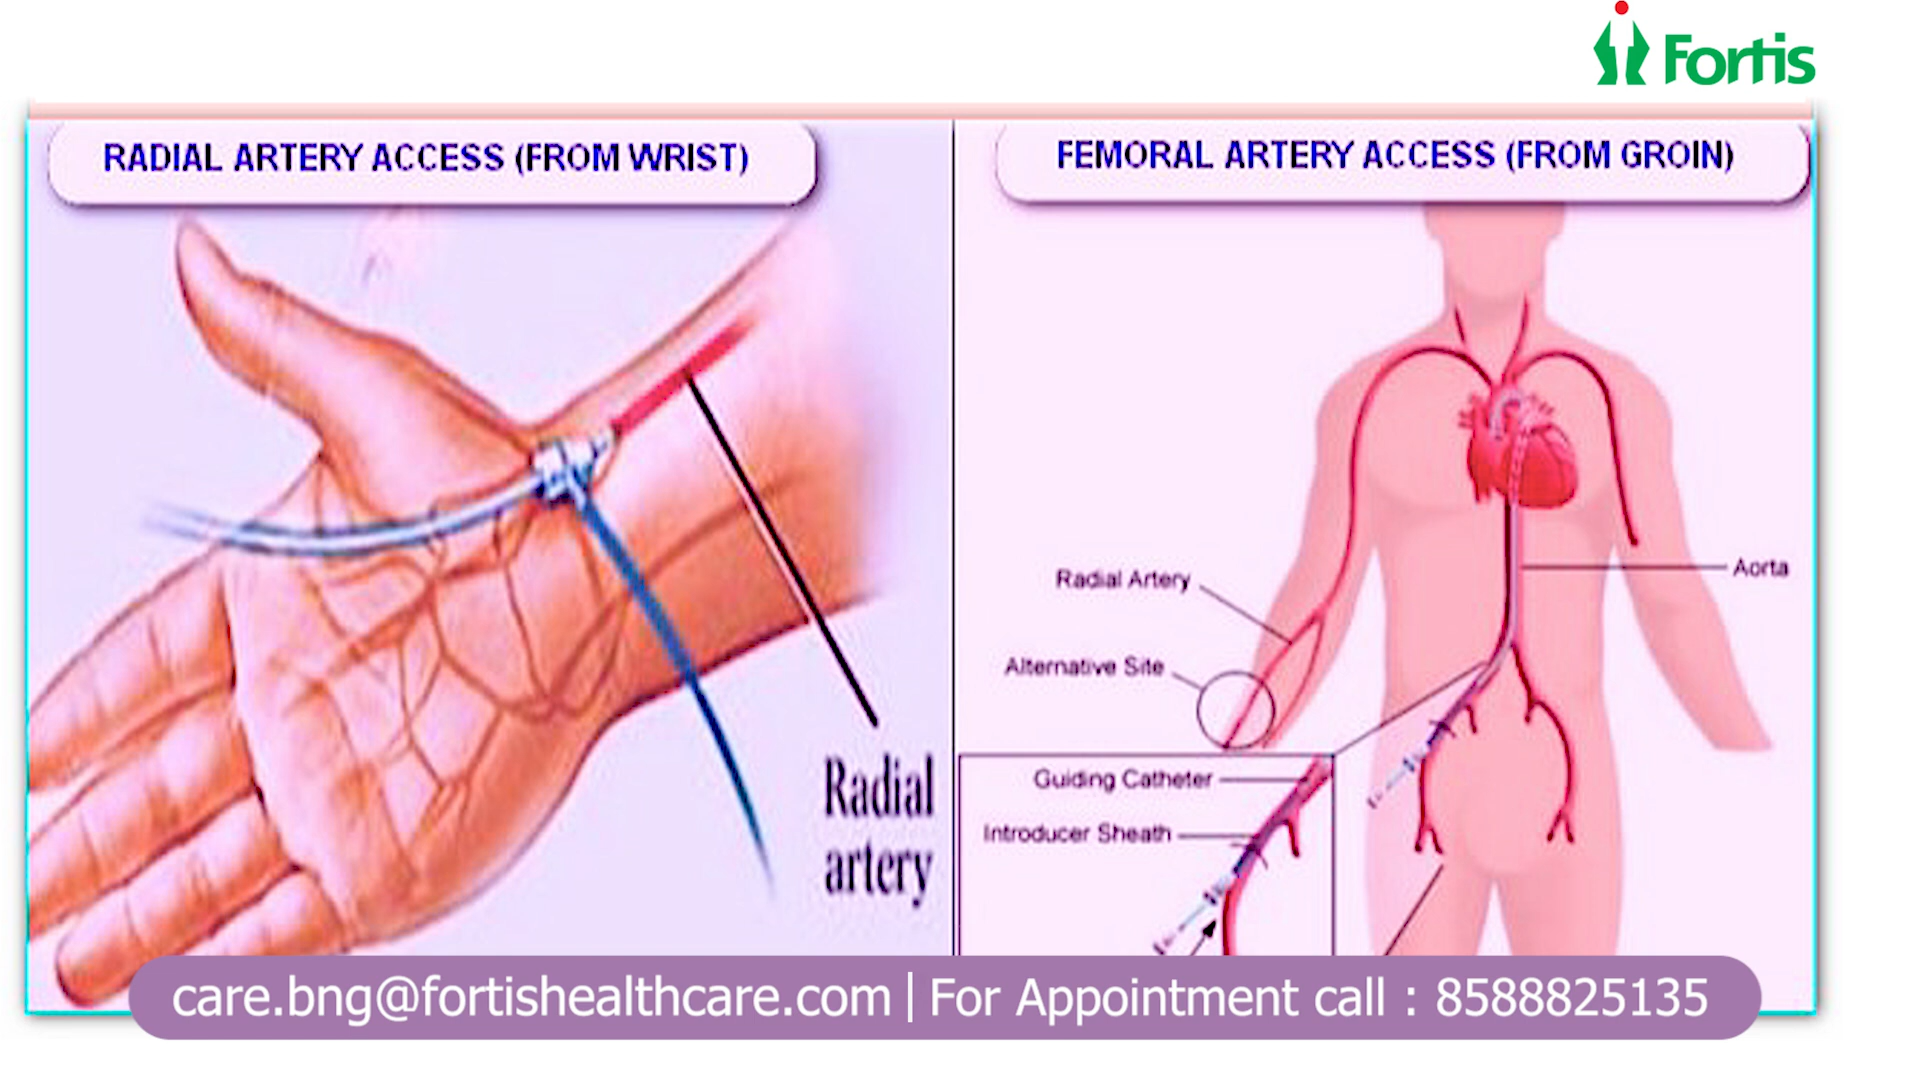 Fortis
RADIAL ARTERY ACCESS (FROM WRIST)
Radial
artery
FEMORAL ARTERY ACCESS (FROM GROIN)
Radial Artery
Alternative Site
Aorta
Guiding Catheter
Introducer Sheath
care.bng@fortishealthcare.com | For Appointment call : 8588825135